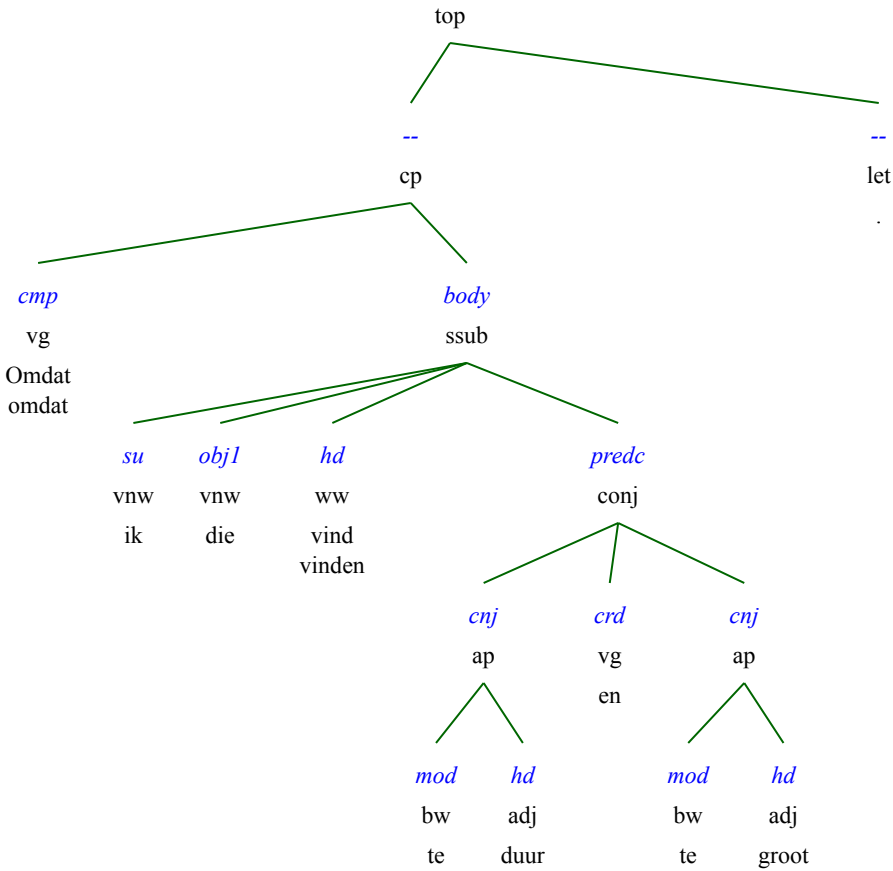 top
-- --
cp let
.
cmp body
vg ssub
Omdat
omdat
su obj1 hd predc
vnw vnw ww conj
ik die vind
vinden
cnj crd cnj
ap vg ap
en
mod hd mod hd
bw adj bw adj
te duur te groot